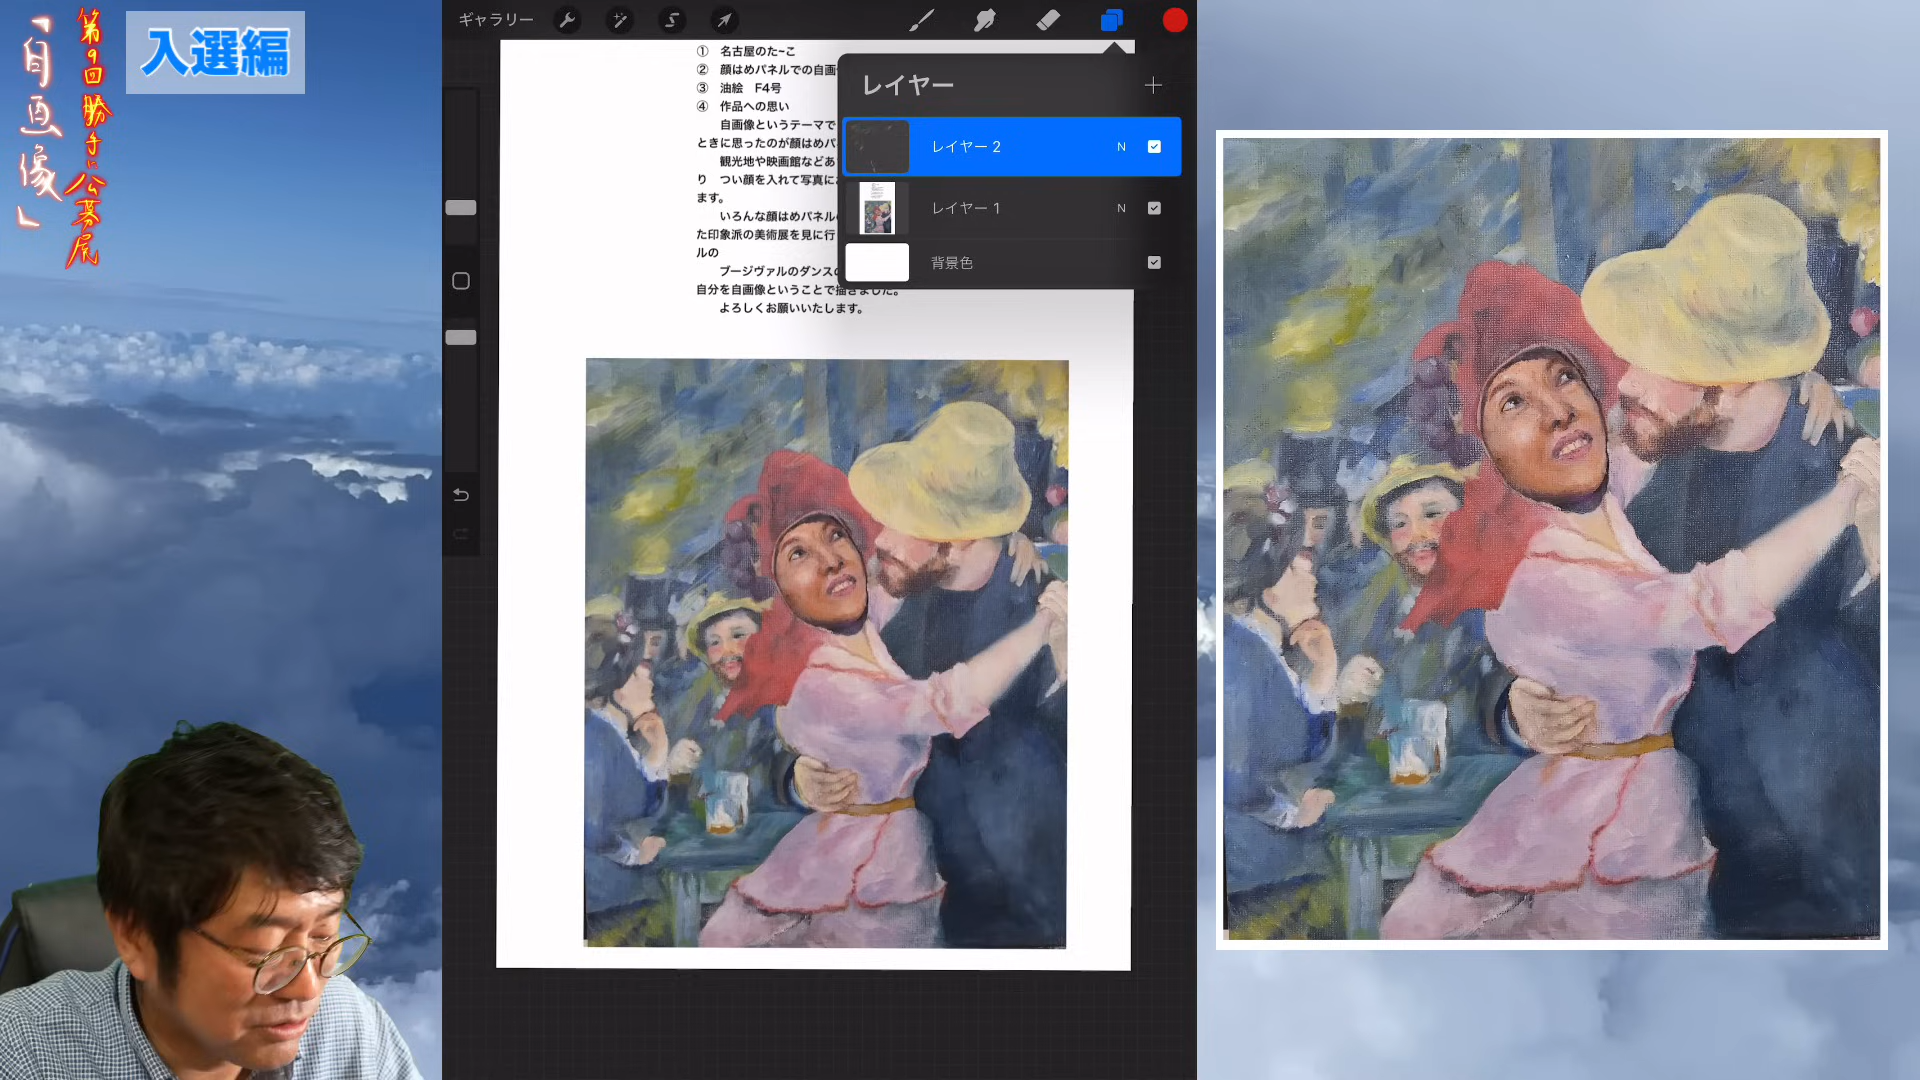 第9回 勝手に公募展
「自画像」
入選編
ギャラリー
① 名古屋のた~こ
② 顔はめパネルでの自画
③ 油絵 F4号
④ 作品への思い
自画像というテーマで
ときに思ったのが顔はめパ
観光地や映画館などあ
り つい顔を入れて写真に
ます。
いろんな顔はめパネルの
た印象派の美術展を見に行
ルの
ブージヴァルのダンスの
自分を自画像ということで描きました。
よろしくお願いいたします。
レイヤー
レイヤー 2 N
レイヤー 1 N
背景色